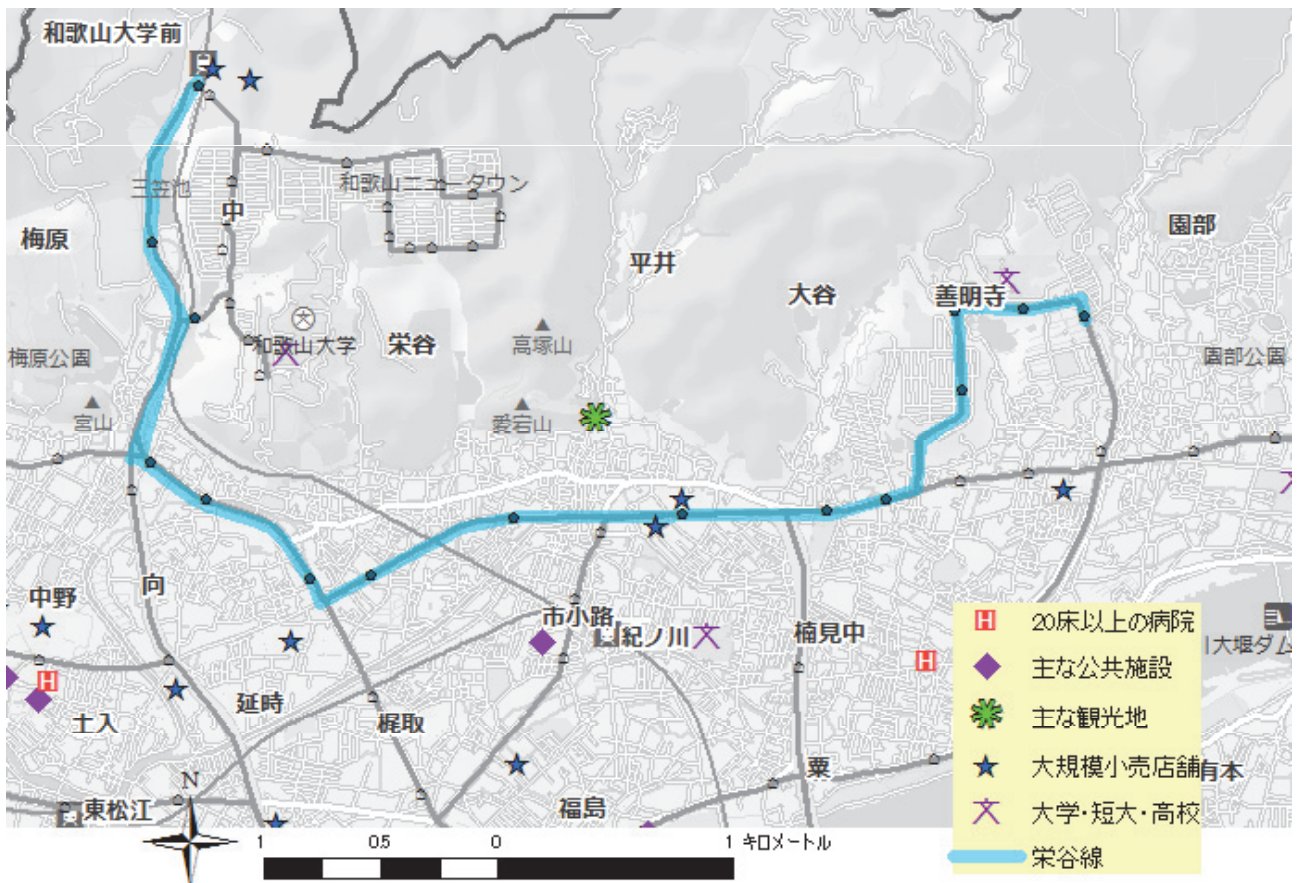 和歌山大学前
三笠池
和歌山ニュータウン
中
梅原
園部
平井
大谷
善明寺
和歌山大学
栄谷
高塚山
梅原公園
園部公園
宮山
愛宕山
中野
向
市小路
紀ノ川
楠見中
大堰ダム
土入
延時
梶取
粟
有本
東松江
福島
N
1 0.5 0 1 キロメートル
20床以上の病院
主な公共施設
主な観光地
大規模小売店舗
大学・短大・高校
栄谷線